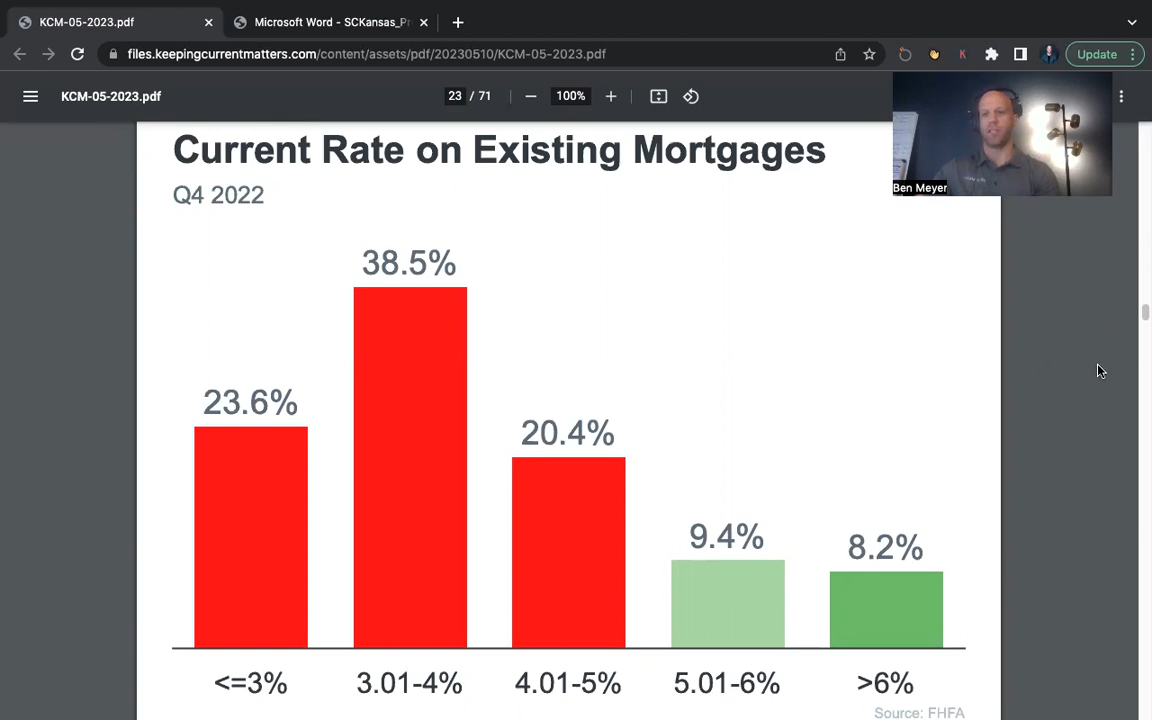 KCM-05-2023.pdf
Microsoft Word - SCKansas_P
files.keepingcurrentmatters.com/content/assets/pdf/20230510/KCM-05-2023.pdf
K
Update
KCM-05-2023.pdf
23 / 71
100%
Ben Meyer
Current Rate on Existing Mortgages
Q4 2022
38.5%
23.6%
20.4%
9.4%
8.2%
<=3% 3.01-4% 4.01-5% 5.01-6% >6%
Source: FHFA